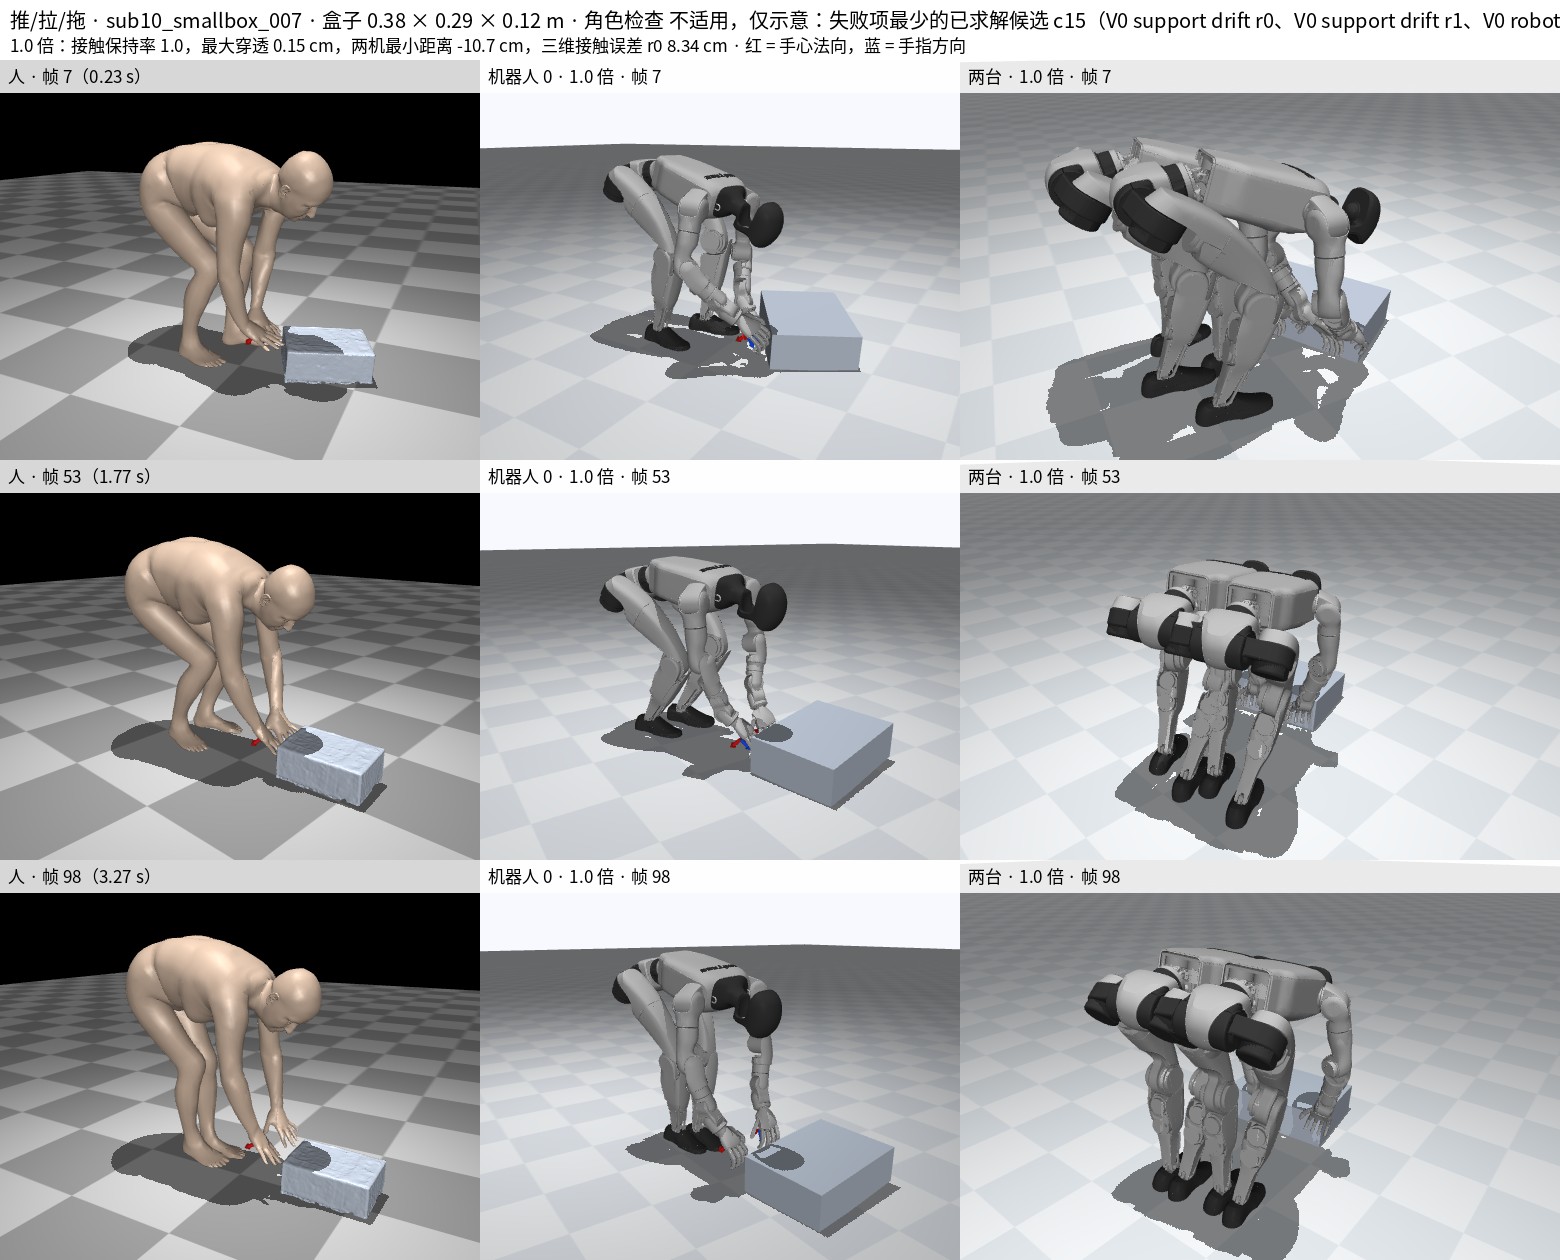 推/拉/拖 · sub10_smallbox_007 · 盒子 0.38 × 0.29 × 0.12 m · 角色检查 不适用，仅示意：失败项最少的已求解候选 c15（V0 support drift r0、V0 support drift r1、V0 robot
1.0 倍：接触保持率 1.0，最大穿透 0.15 cm，两机最小距离 -10.7 cm，三维接触误差 r0 8.34 cm · 红 = 手心法向，蓝 = 手指方向
人 · 帧 7（0.23 s）
机器人 0 · 1.0 倍 · 帧 7
两台 · 1.0 倍 · 帧 7
人 · 帧 53（1.77 s）
机器人 0 · 1.0 倍 · 帧 53
两台 · 1.0 倍 · 帧 53
人 · 帧 98（3.27 s）
机器人 0 · 1.0 倍 · 帧 98
两台 · 1.0 倍 · 帧 98